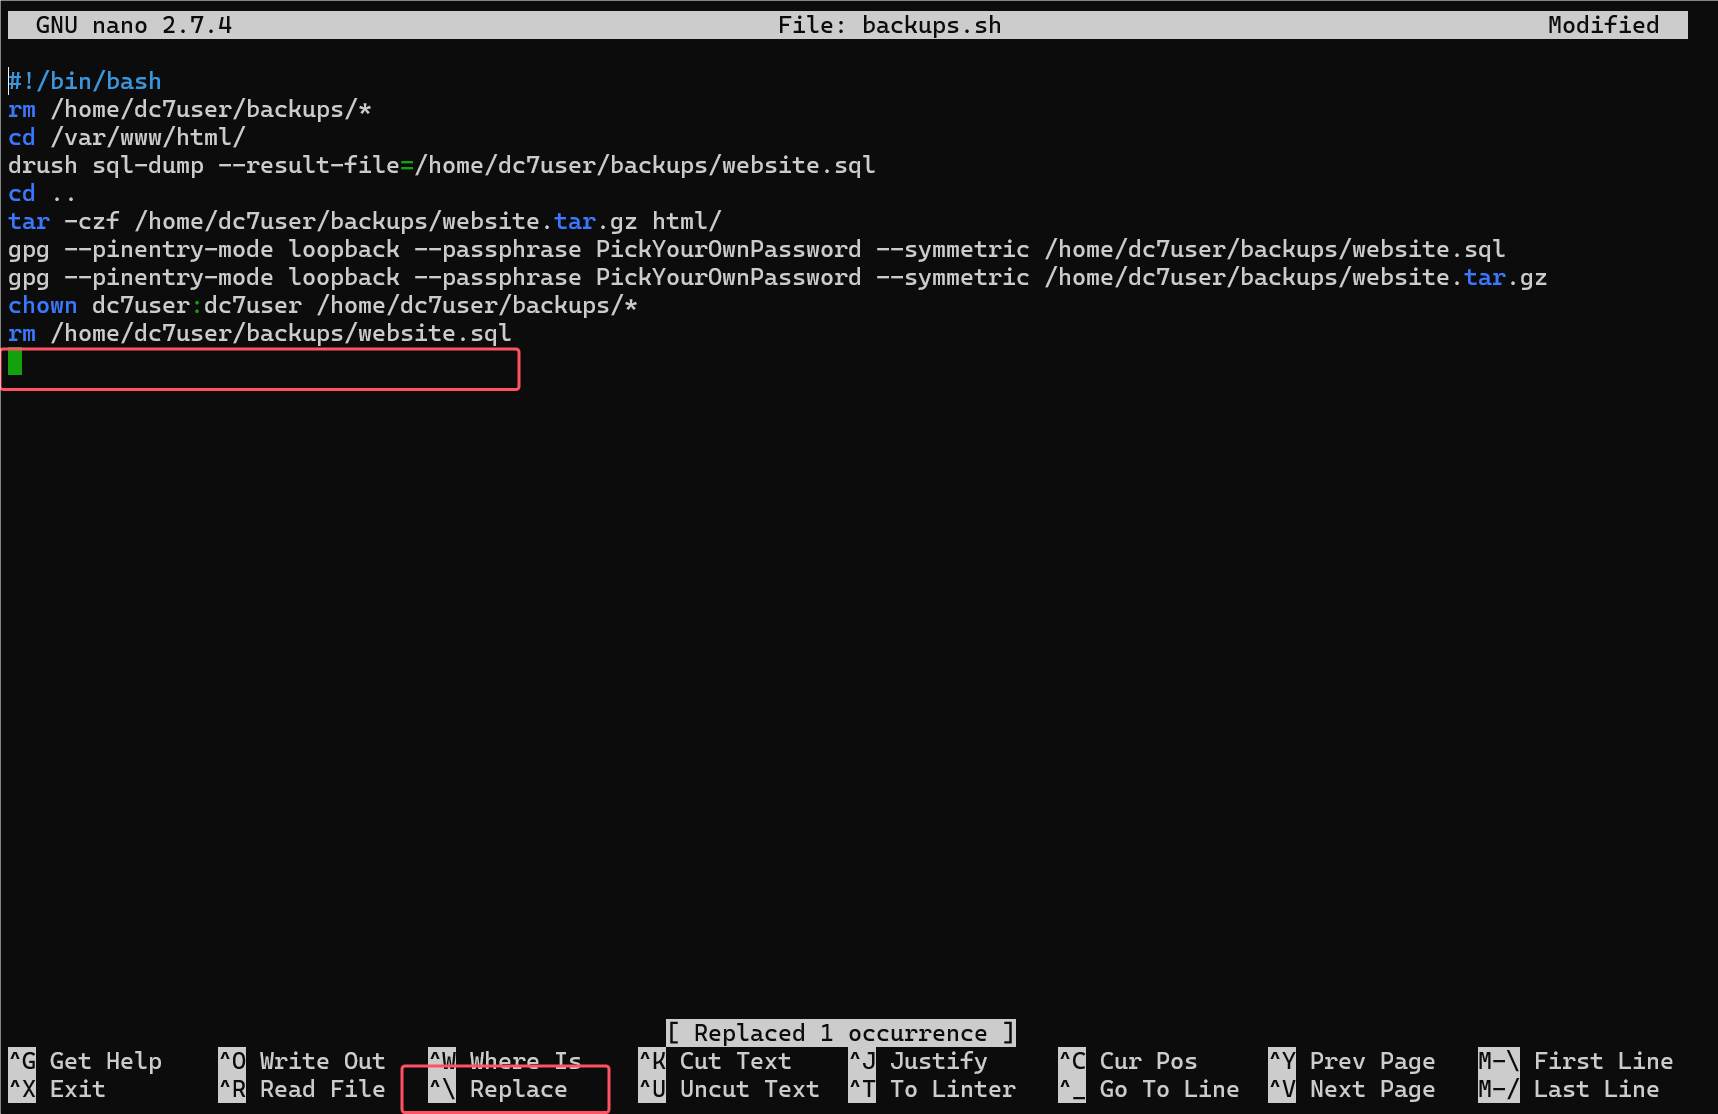 GNU nano 2.7.4 File: backups.sh Modified
#!/bin/bash
rm /home/dc7user/backups/*
cd /var/www/html/
drush sql-dump --result-file=/home/dc7user/backups/website.sql
cd ..
tar -czf /home/dc7user/backups/website.tar.gz html/
gpg --pinentry-mode loopback --passphrase PickYourOwnPassword --symmetric /home/dc7user/backups/website.sql
gpg --pinentry-mode loopback --passphrase PickYourOwnPassword --symmetric /home/dc7user/backups/website.tar.gz
chown dc7user:dc7user /home/dc7user/backups/*
rm /home/dc7user/backups/website.sql
[ Replaced 1 occurrence ]
^G Get Help ^O Write Out ^W Where Is ^K Cut Text ^J Justify ^C Cur Pos ^Y Prev Page M-\ First Line
^X Exit ^R Read File ^\ Replace ^U Uncut Text ^T To Linter ^_ Go To Line ^V Next Page M-/ Last Line